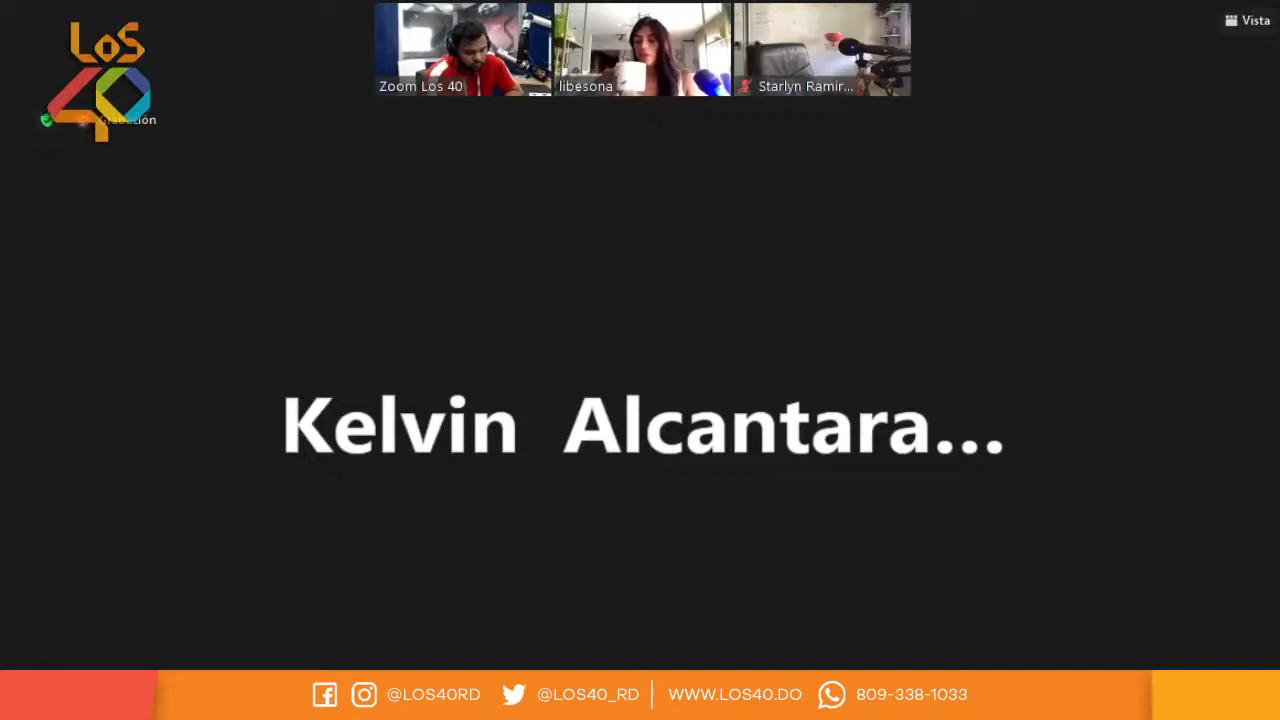 LOS
40
Grabación
Zoom Los 40
libesona
Starlyn Ramir...
Vista
Kelvin Alcantara...
@LOS40RD
@LOS40_RD
WWW.LOS40.DO
809-338-1033